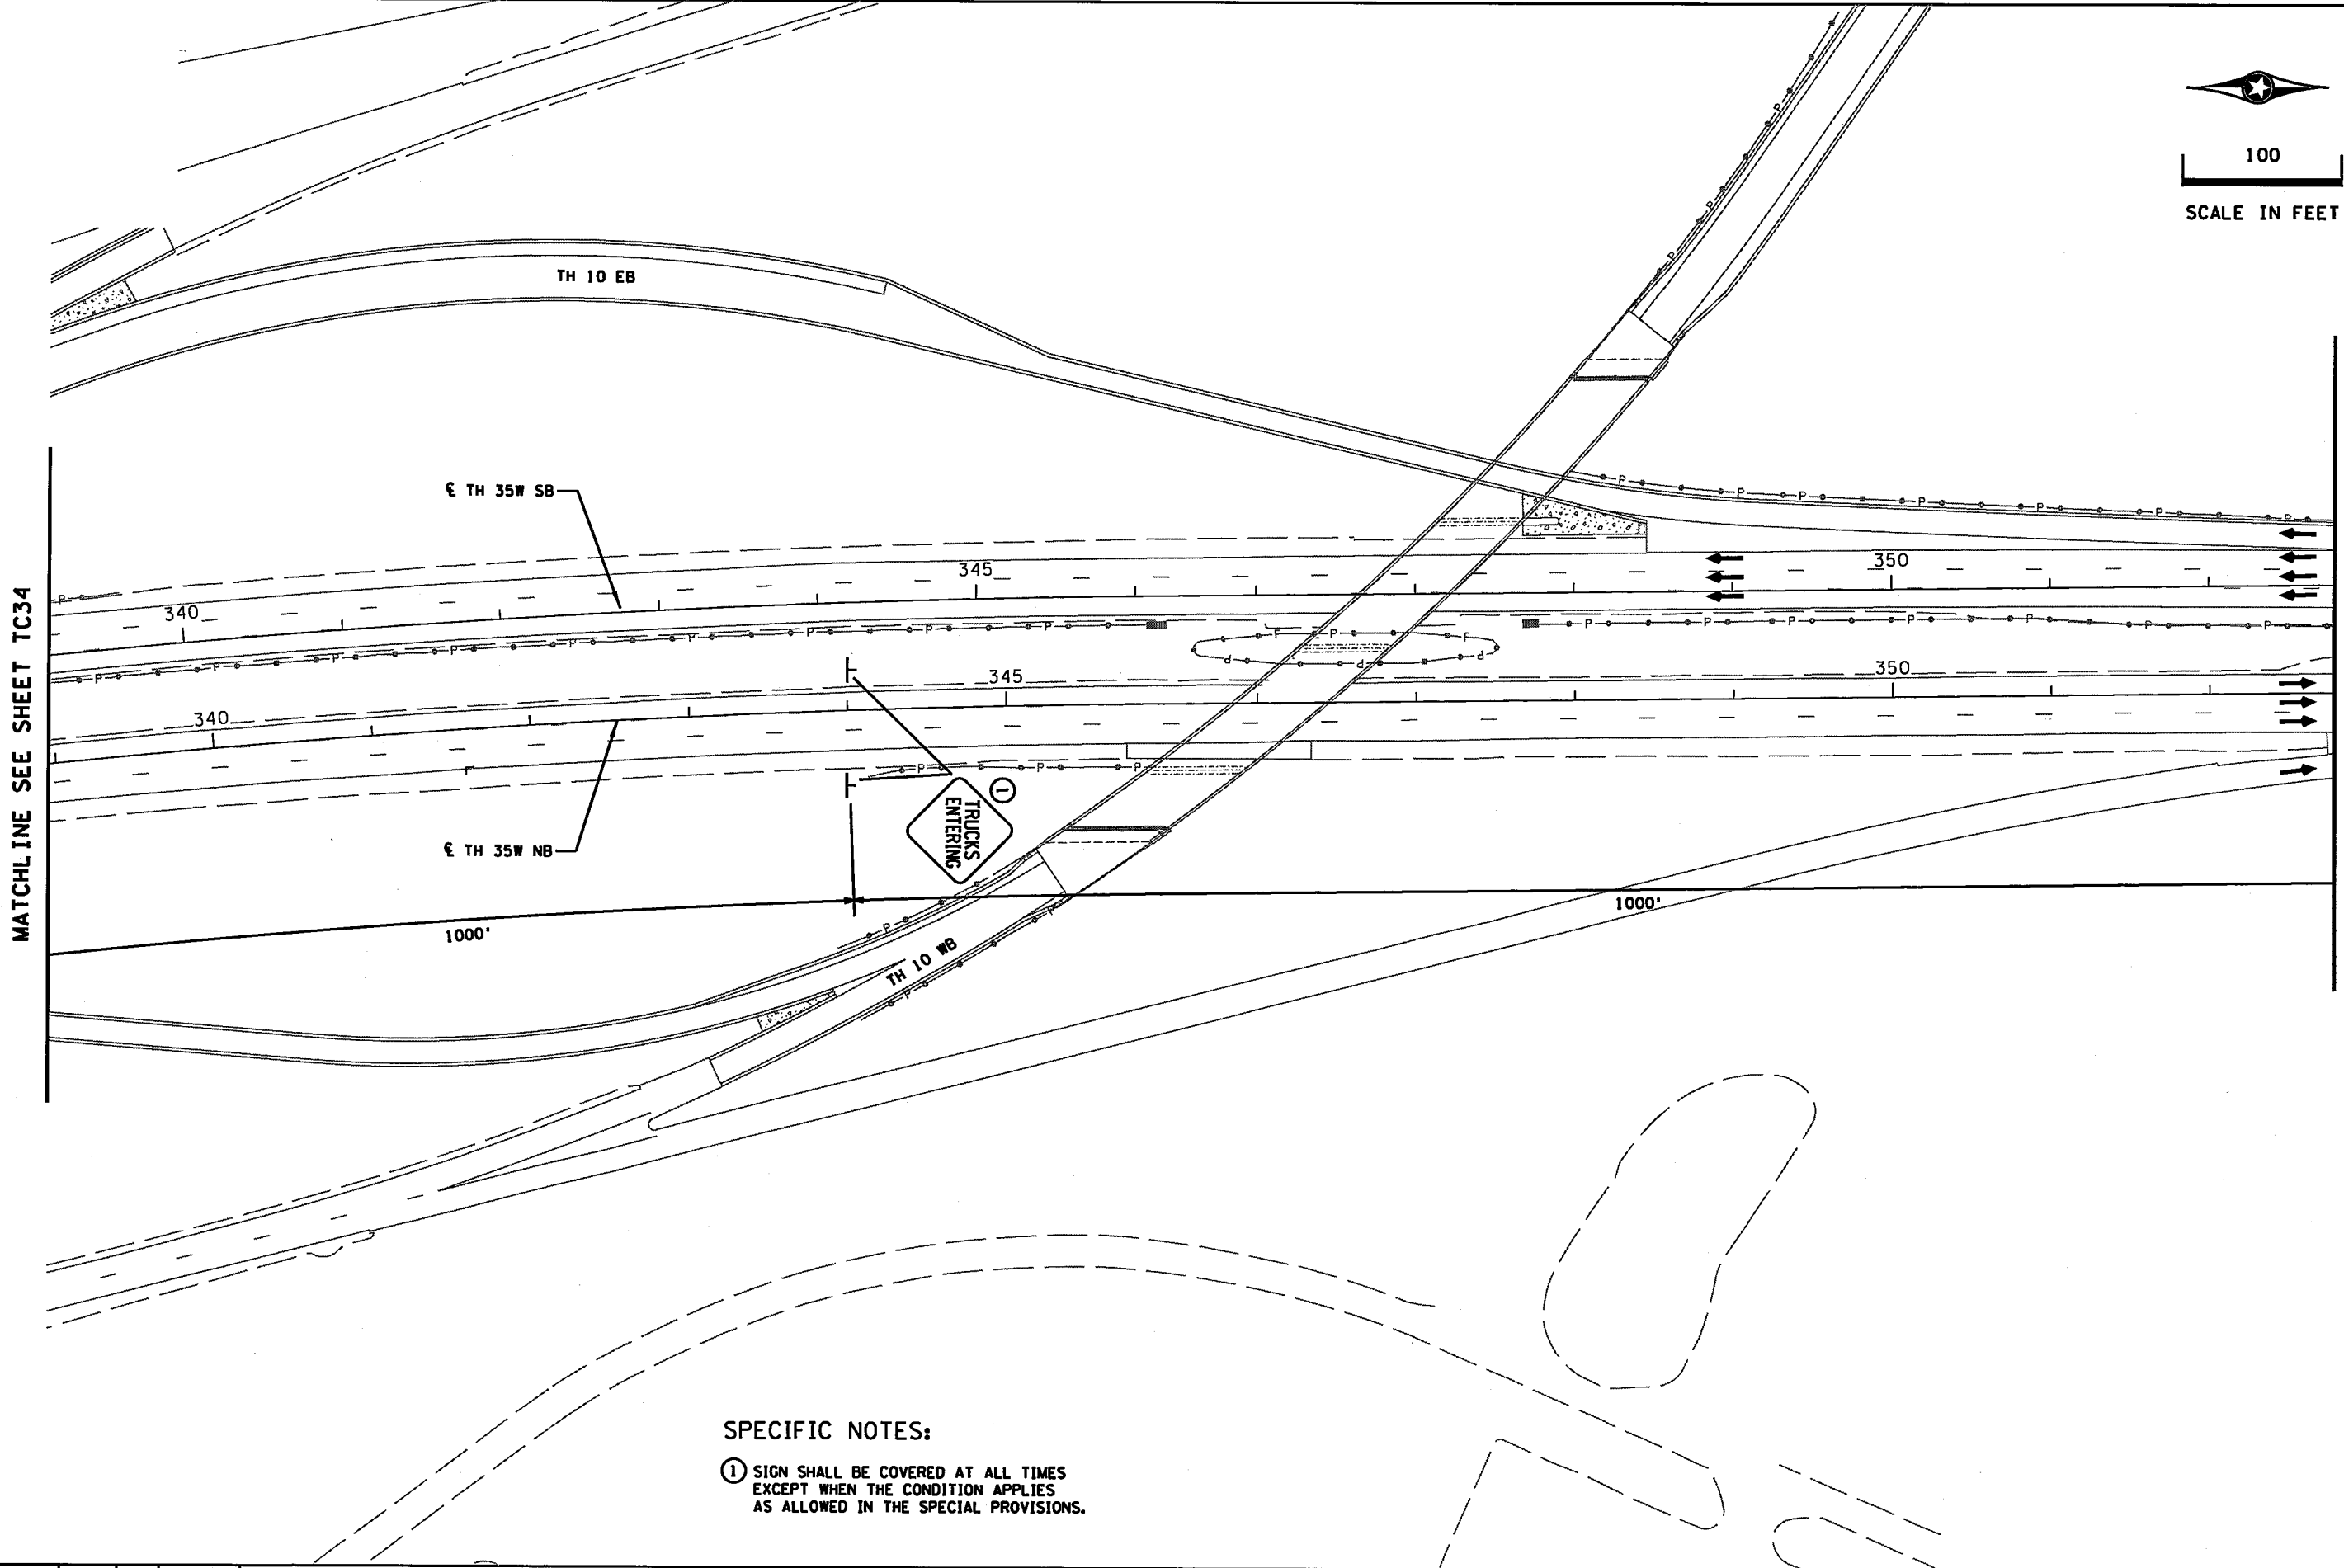 100
SCALE IN FEET
TH 10 EB
℄ TH 35W SB
MATCHLINE SEE SHEET TC34
340
345
350
340
345
350
℄ TH 35W NB
TRUCKS
ENTERING
1
1000'
1000'
TH 10 WB
SPECIFIC NOTES:
1 SIGN SHALL BE COVERED AT ALL TIMES
EXCEPT WHEN THE CONDITION APPLIES
AS ALLOWED IN THE SPECIAL PROVISIONS.